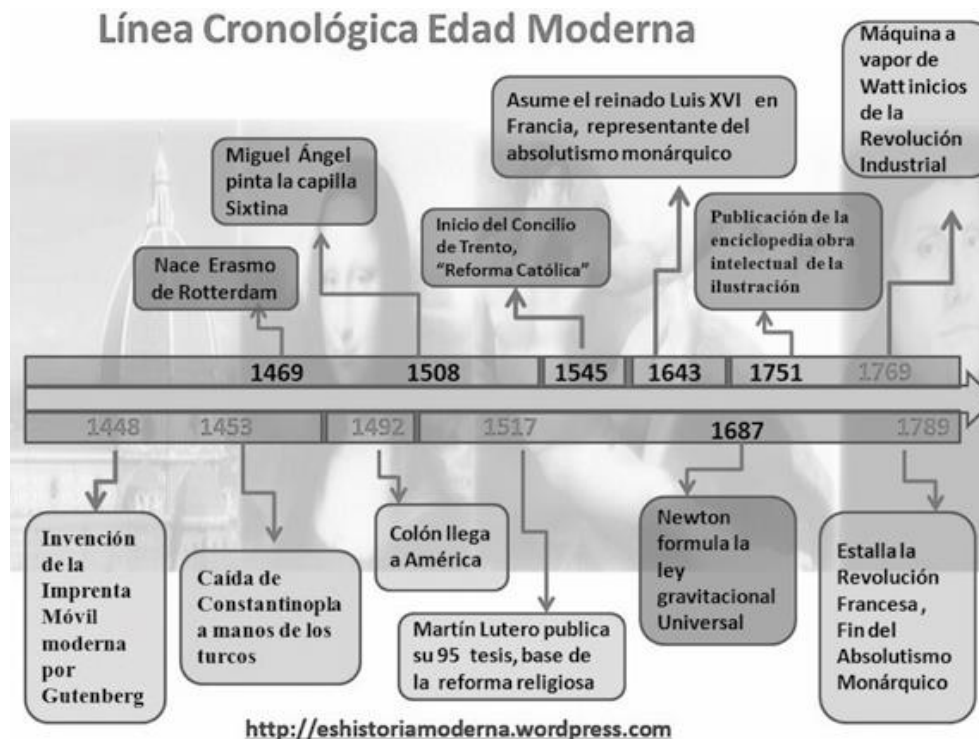 Línea Cronológica Edad Moderna
Máquina a
vapor de
Watt inicios
de la
Revolución
Industrial
Asume el reinado Luis XVI en
Francia, representante del
absolutismo monárquico
Miguel Ángel
pinta la capilla
Sixtina
Inicio del Concilio
de Trento,
“Reforma Católica”
Publicación de la
enciclopedia obra
intelectual de la
ilustración
Nace Erasmo
de Rotterdam
1469 1508 1545 1643 1751 1769
1448 1453 1492 1517 1687 1789
Invención
de la
Imprenta
Móvil
moderna
por
Gutenberg
Caída de
Constantinopla
a manos de los
turcos
Colón llega
a América
Martín Lutero publica
su 95 tesis, base de
la reforma religiosa
Newton
formula la
ley
gravitacional
Universal
Estalla la
Revolución
Francesa ,
Fin del
Absolutismo
Monárquico
http://eshistoriamoderna.wordpress.com